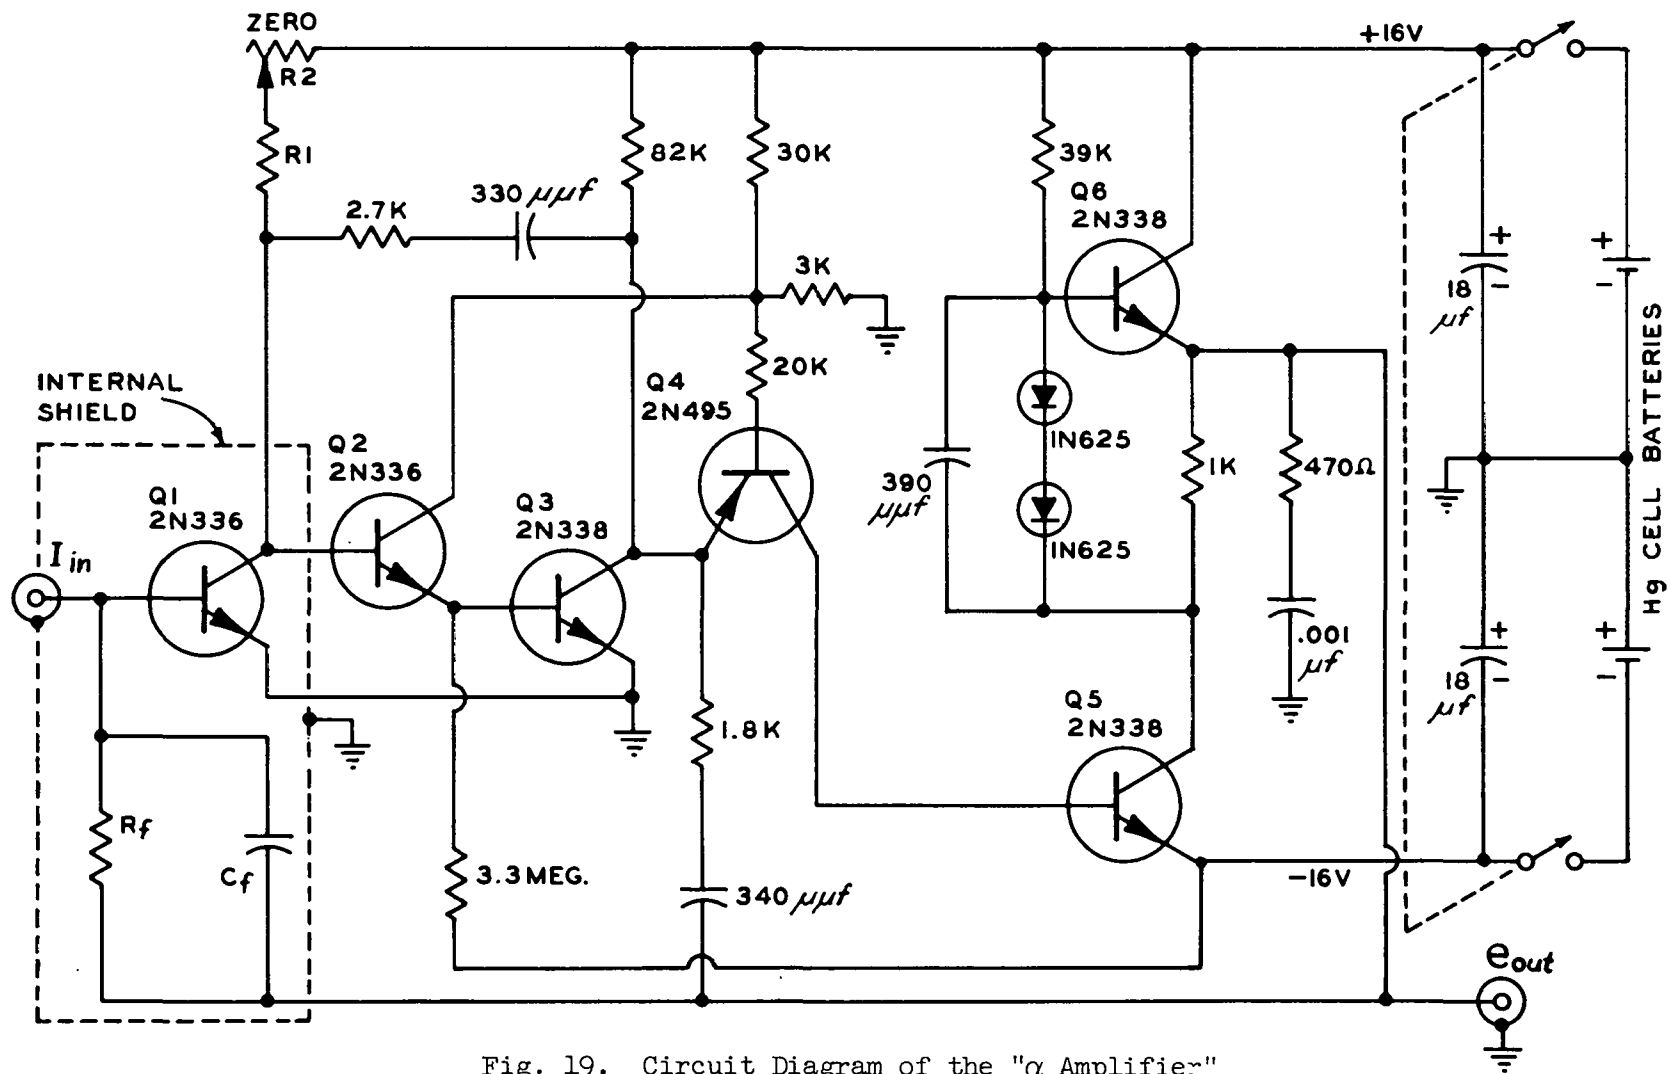 ZERO
R2
+16V
R1
82K
30K
39K
330 μμf
2.7K
Q6
2N338
3K
+
18
μf
-
+
-
INTERNAL
SHIELD
Q4
2N495
20K
IN625
1K
470Ω
390
μμf
IN625
Hg CELL BATTERIES
Q2
2N336
Q1
2N336
Q3
2N338
I in
.001
μf
+
18
μf
-
+
-
1.8K
Q5
2N338
Rf
Cf
3.3 MEG.
340 μμf
-16V
eout
Fig. 19. Circuit Diagram of the "α Amplifier"